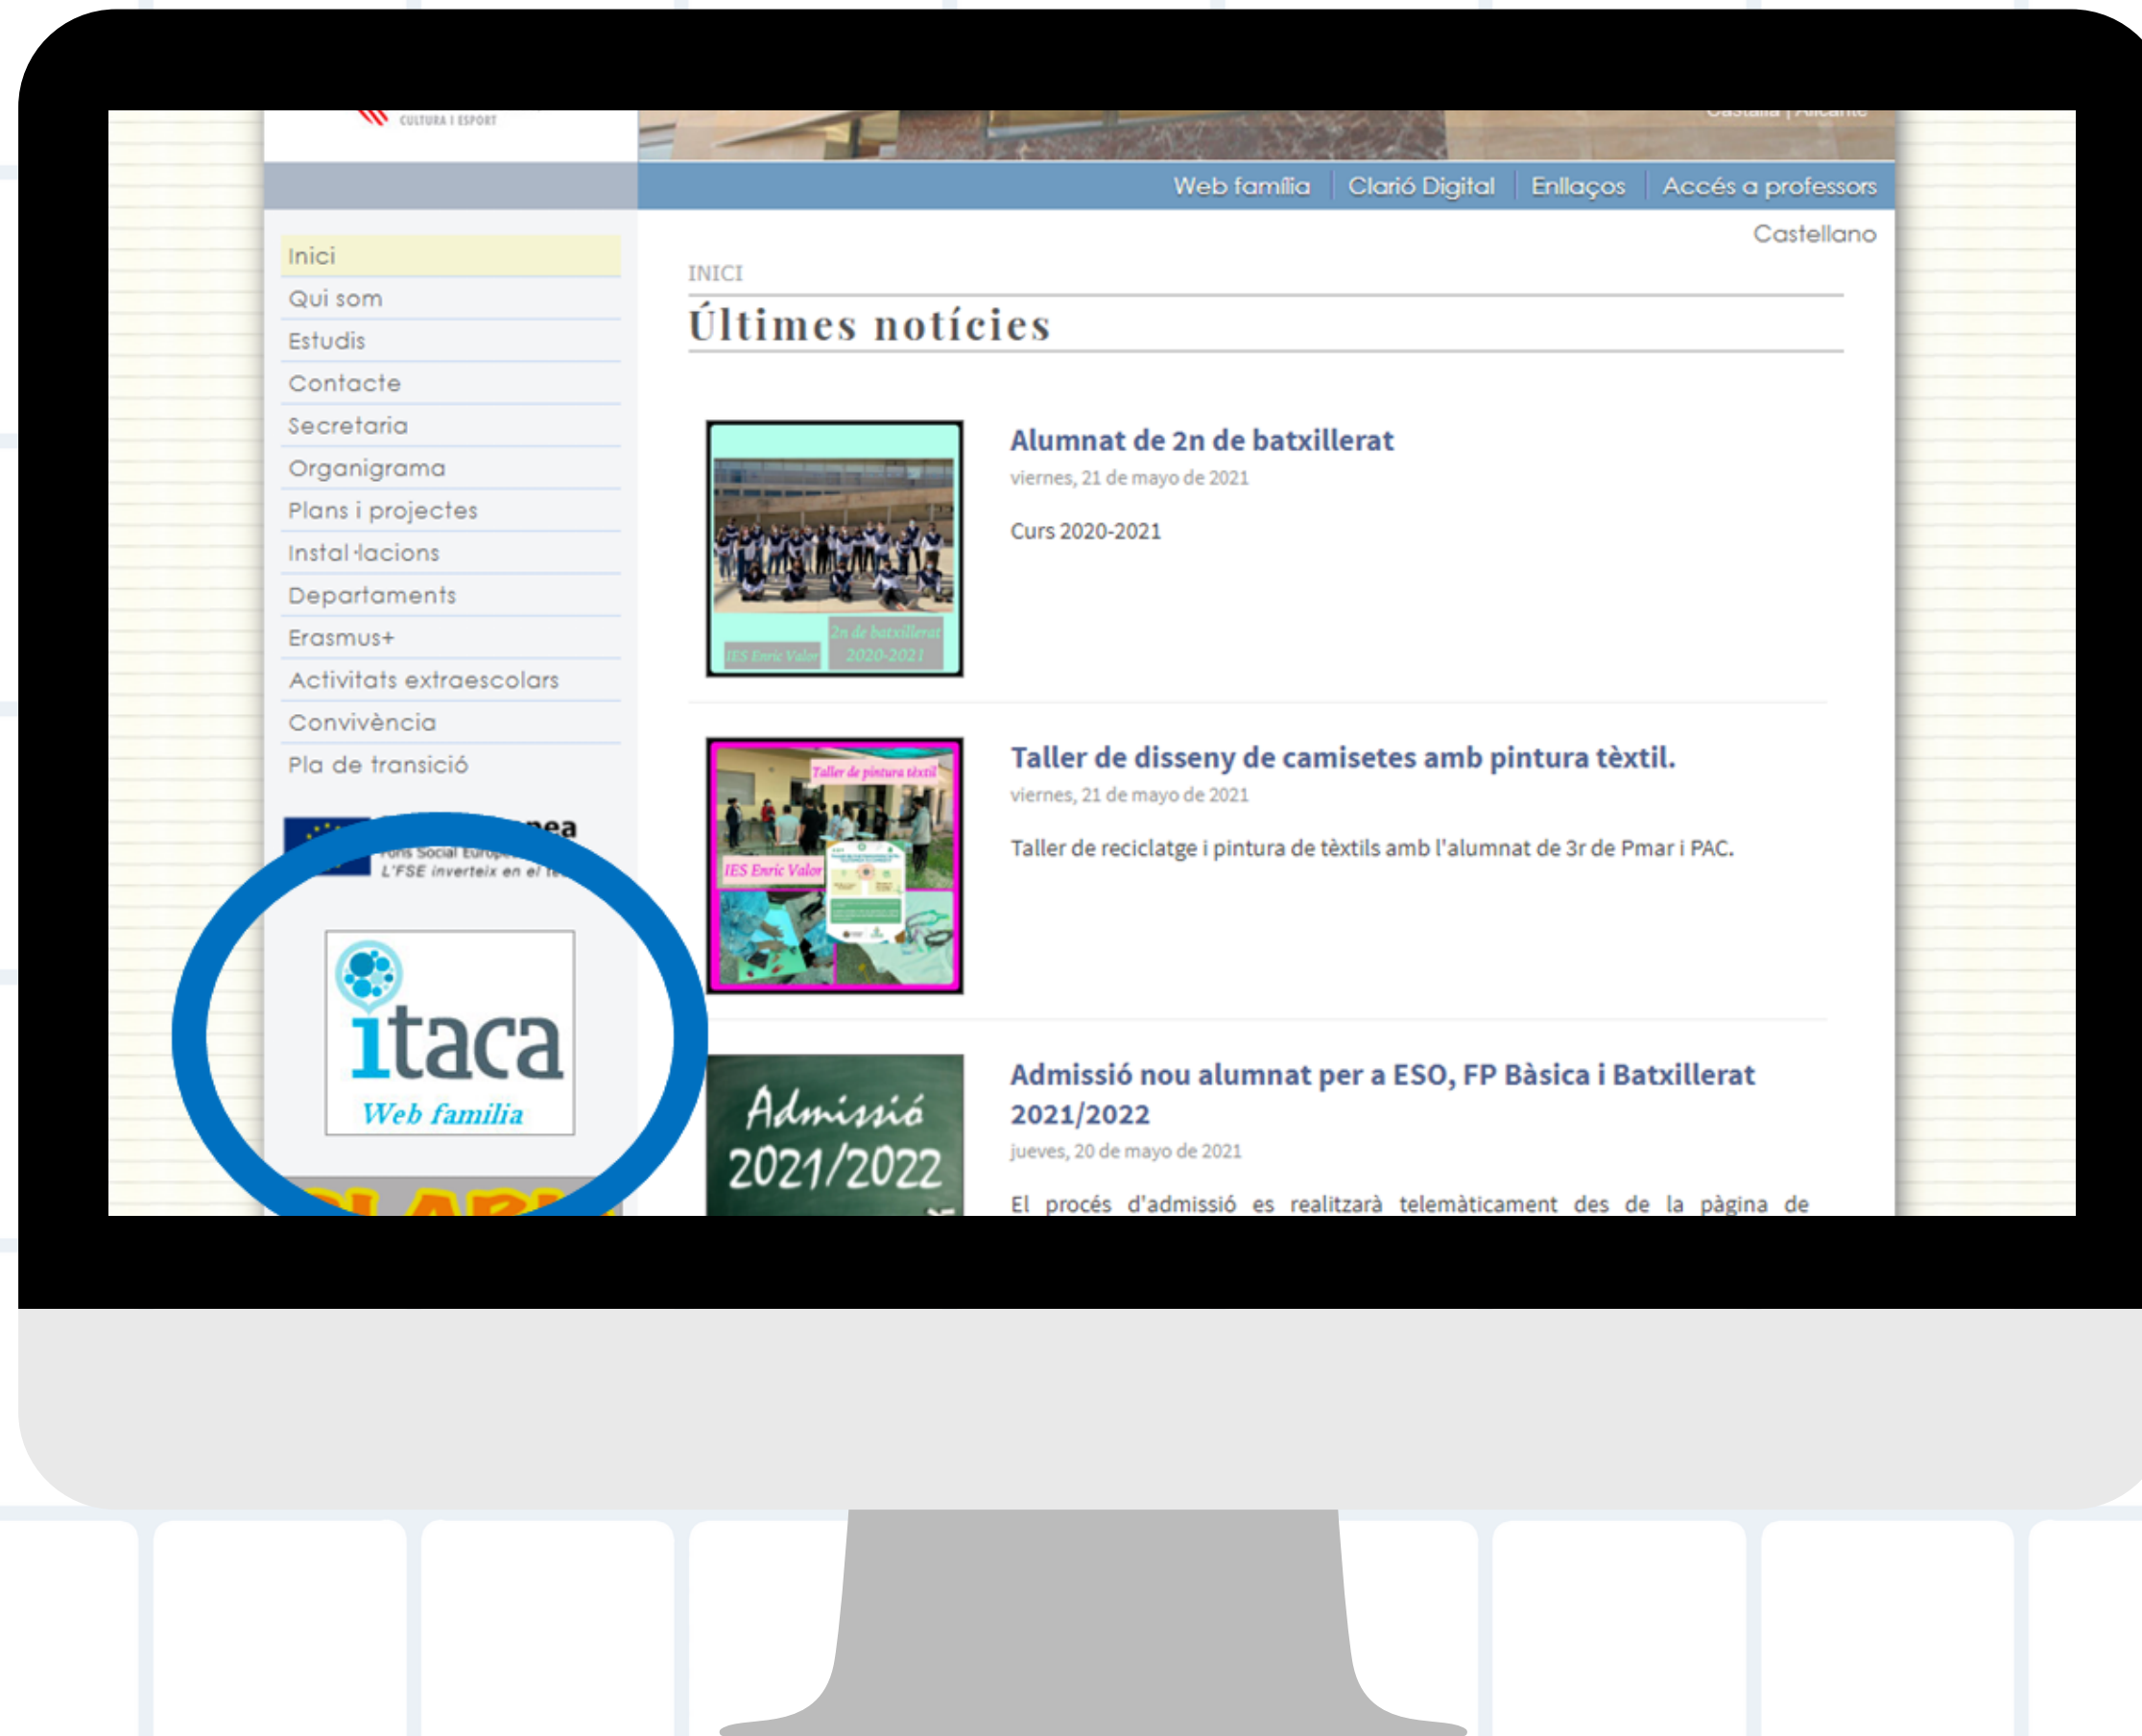 CULTURA I ESPORT
Castalla | Alicante
Web família
Clarió Digital
Enllaços
Accés a professors
Castellano
Inici
Qui som
Estudis
Contacte
Secretaria
Organigrama
Plans i projectes
Instal·lacions
Departaments
Erasmus+
Activitats extraescolars
Convivència
Pla de transició
Fons Social
L'FSE inverteix en el
itaca
Web familia
INICI
Últimes notícies
2n de batxillerat
IES Enric Valor
2020-2021
Alumnat de 2n de batxillerat
viernes, 21 de mayo de 2021
Curs 2020-2021
Taller de pintura tèxtil
IES Enric Valor
Taller de disseny de camisetes amb pintura tèxtil.
viernes, 21 de mayo de 2021
Taller de reciclatge i pintura de tèxtils amb l'alumnat de 3r de Pmar i PAC.
Admissió
2021/2022
Admissió nou alumnat per a ESO, FP Bàsica i Batxillerat
2021/2022
jueves, 20 de mayo de 2021
El procés d'admissió es realitzarà telemàticament des de la pàgina de